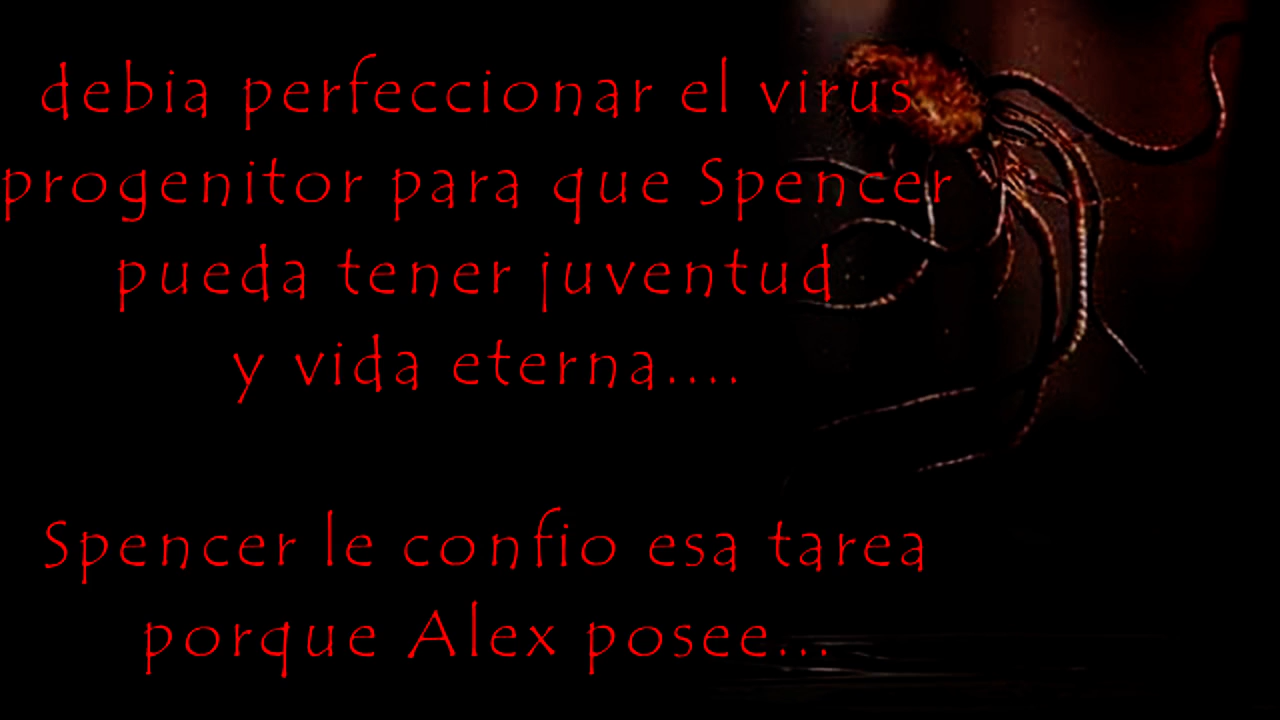 debia perfeccionar el virus
progenitor para que Spencer
pueda tener juventud
y vida eterna....
Spencer le confio esa tarea
porque Alex posee...